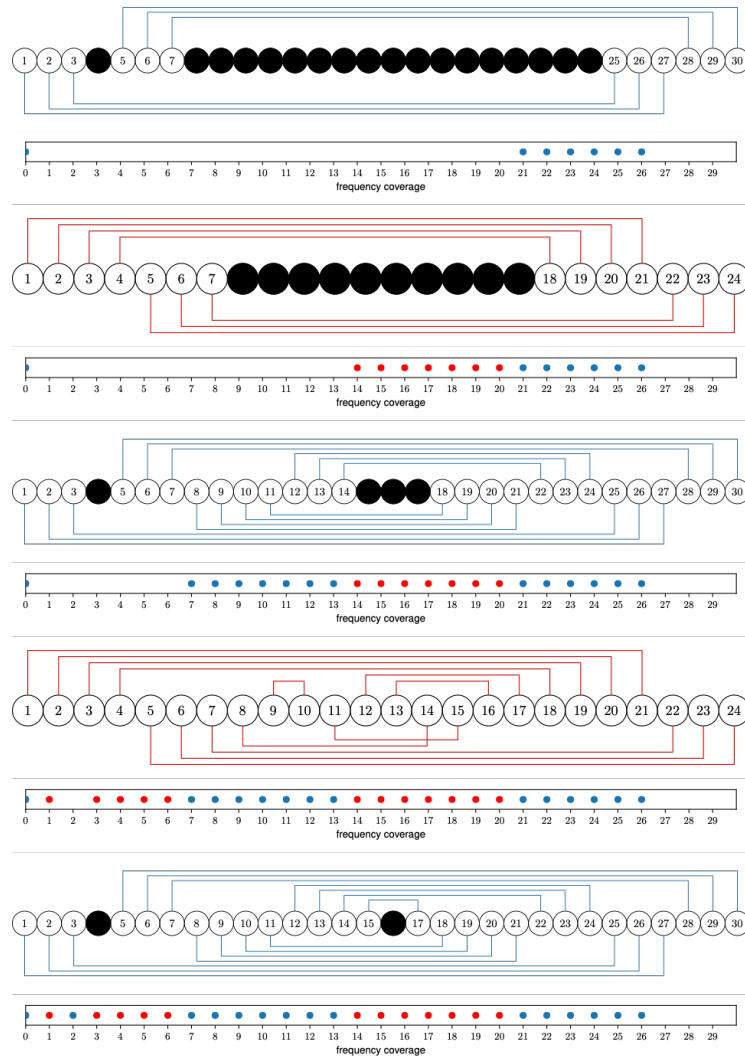 1 2 3 5 6 7 25 26 27 28 29 30
0 1 2 3 4 5 6 7 8 9 10 11 12 13 14 15 16 17 18 19 20 21 22 23 24 25 26 27 28 29
frequency coverage
1 2 3 4 5 6 7 18 19 20 21 22 23 24
0 1 2 3 4 5 6 7 8 9 10 11 12 13 14 15 16 17 18 19 20 21 22 23 24 25 26 27 28 29
frequency coverage
1 2 3 5 6 7 8 9 10 11 12 13 14 18 19 20 21 22 23 24 25 26 27 28 29 30
0 1 2 3 4 5 6 7 8 9 10 11 12 13 14 15 16 17 18 19 20 21 22 23 24 25 26 27 28 29
frequency coverage
1 2 3 4 5 6 7 8 9 10 11 12 13 14 15 16 17 18 19 20 21 22 23 24
0 1 2 3 4 5 6 7 8 9 10 11 12 13 14 15 16 17 18 19 20 21 22 23 24 25 26 27 28 29
frequency coverage
1 2 3 5 6 7 8 9 10 11 12 13 14 15 17 18 19 20 21 22 23 24 25 26 27 28 29 30
0 1 2 3 4 5 6 7 8 9 10 11 12 13 14 15 16 17 18 19 20 21 22 23 24 25 26 27 28 29
frequency coverage